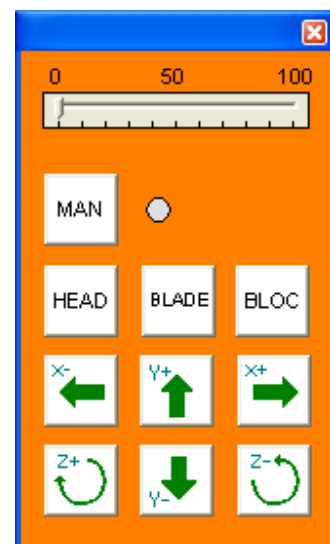 0 50 100
MAN
HEAD BLADE BLOC
X- Y+ X+
Z+ Y- Z-